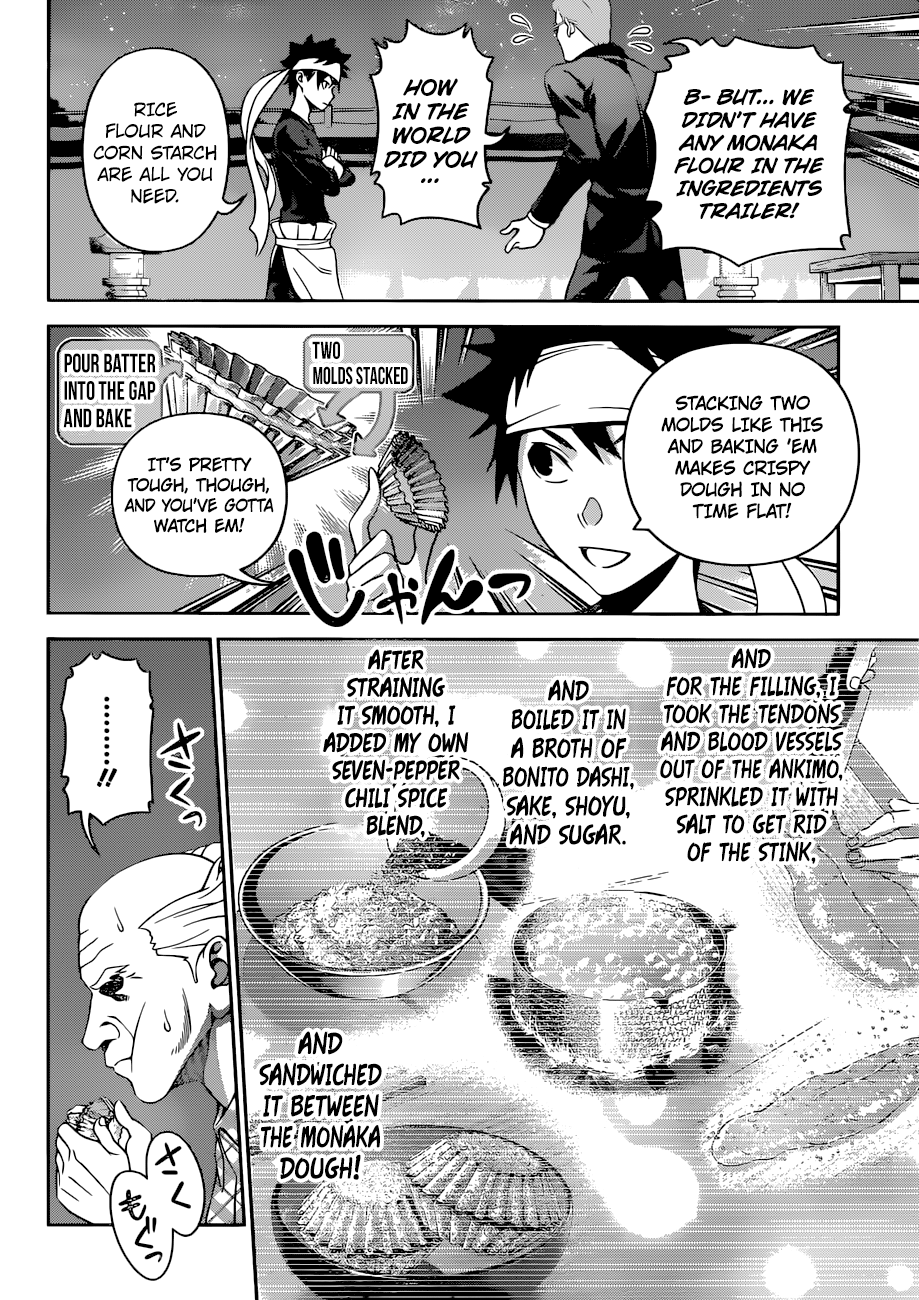 B- BUT... WE
DIDN'T HAVE
ANY MONAKA
FLOUR IN THE
INGREDIENTS
TRAILER!
HOW
IN THE
WORLD
DID YOU
...
RICE
FLOUR AND
CORN STARCH
ARE ALL YOU
NEED.
STACKING TWO
MOLDS LIKE THIS
AND BAKING 'EM
MAKES CRISPY
DOUGH IN NO
TIME FLAT!
TWO
MOLDS STACKED
POUR BATTER
INTO THE GAP
AND BAKE
IT'S PRETTY
TOUGH, THOUGH,
AND YOU'VE GOTTA
WATCH EM!
じゃんっ
AND
FOR THE FILLING, I
TOOK THE TENDONS
AND BLOOD VESSELS
OUT OF THE ANKIMO,
SPRINKLED IT WITH
SALT TO GET RID
OF THE STINK,
AND
BOILED IT IN
A BROTH OF
BONITO DASHI,
SAKE, SHOYU,
AND SUGAR.
AFTER
STRAINING
IT SMOOTH, I
ADDED MY OWN
SEVEN-PEPPER
CHILI SPICE
BLEND,
AND
SANDWICHED
IT BETWEEN
THE MONAKA
DOUGH!
.........!!
さくっ
さく
もぐっ